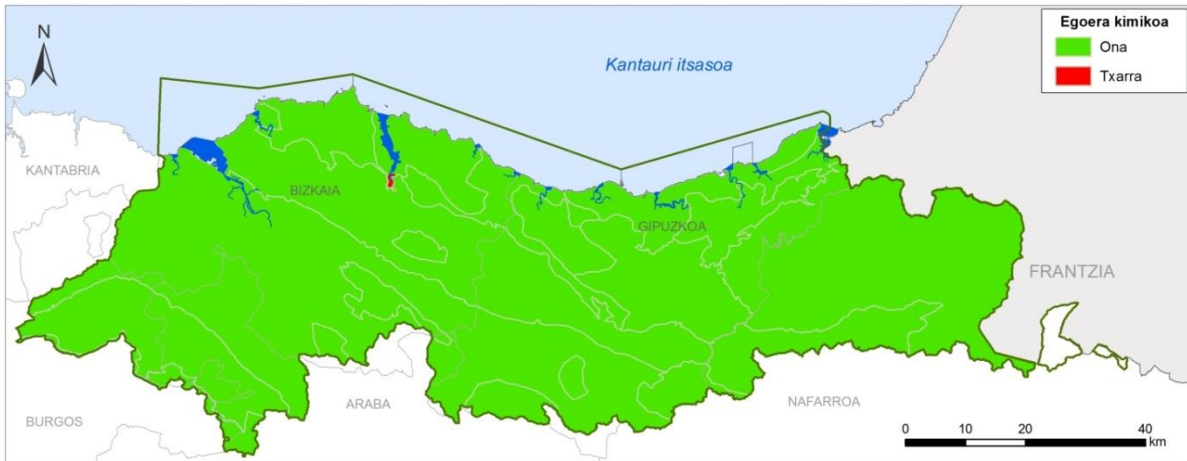 N
Kantauri itsasoa
Egoera kimikoa
Ona
Txarra
KANTABRIA
BIZKAIA
GIPUZKOA
FRANTZIA
BURGOS
ARABA
NAFARROA
0 10 20 40
km